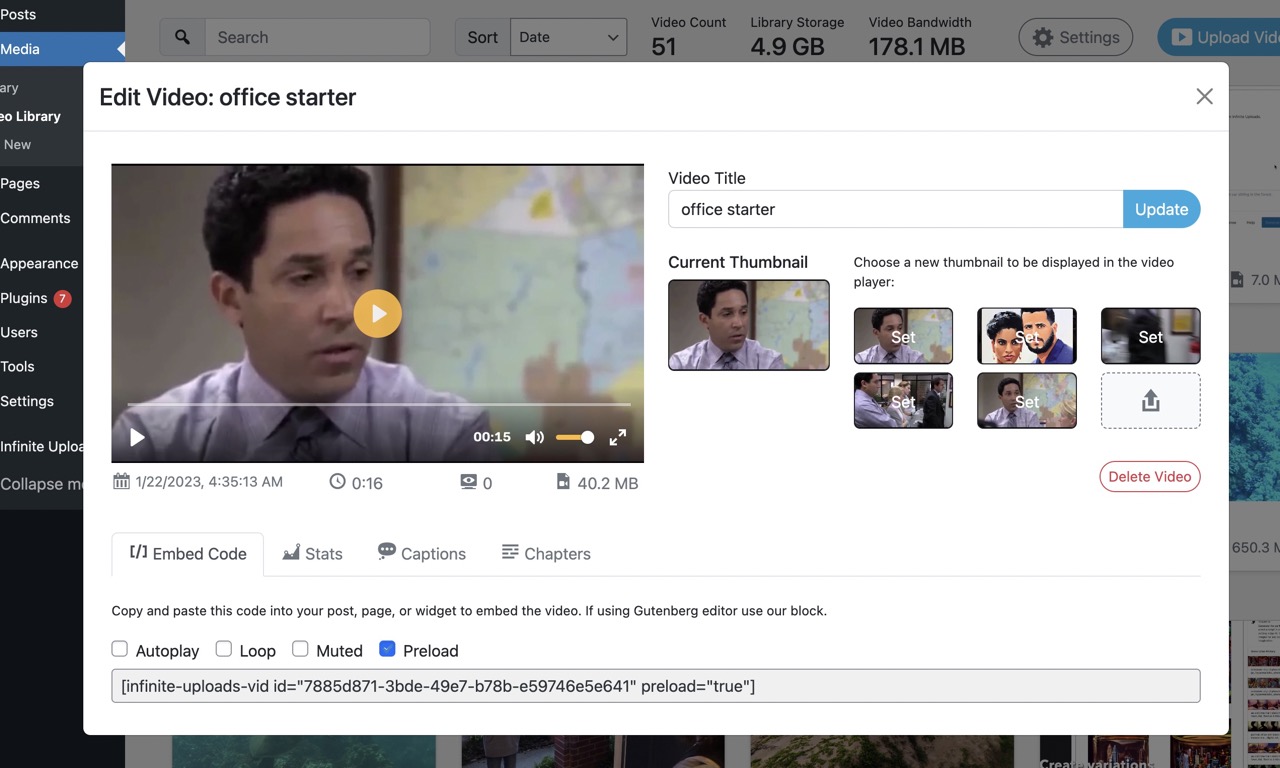 Posts
Media
ary
eo Library
New
Pages
Comments
Appearance
Plugins 7
Users
Tools
Settings
Infinite Uploa
Collapse me
Search
Sort Date
Video Count
51
Library Storage
4.9 GB
Video Bandwidth
178.1 MB
Settings
Upload Vide
Edit Video: office starter
00:15
1/22/2023, 4:35:13 AM 0:16 0 40.2 MB
Video Title
office starter
Update
Current Thumbnail
Choose a new thumbnail to be displayed in the video
player:
Set Set Set
Set Set
Delete Video
[/] Embed Code Stats Captions Chapters
Copy and paste this code into your post, page, or widget to embed the video. If using Gutenberg editor use our block.
Autoplay Loop Muted Preload
[infinite-uploads-vid id="7885d871-3bde-49e7-b78b-e59746e5e641" preload="true"]
7.0 M
650.3 M
Create variations